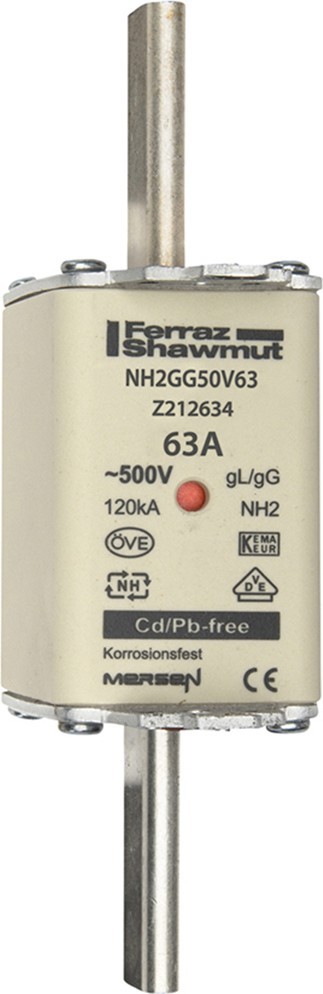 Ferraz
Shawmut
NH2GG50V63
Z212634
63A
~500V gL/gG
120kA NH2
ÖVE KEMA KEUR
NH VDE
Cd/Pb-free
Korrosionsfest
MERSEN CE